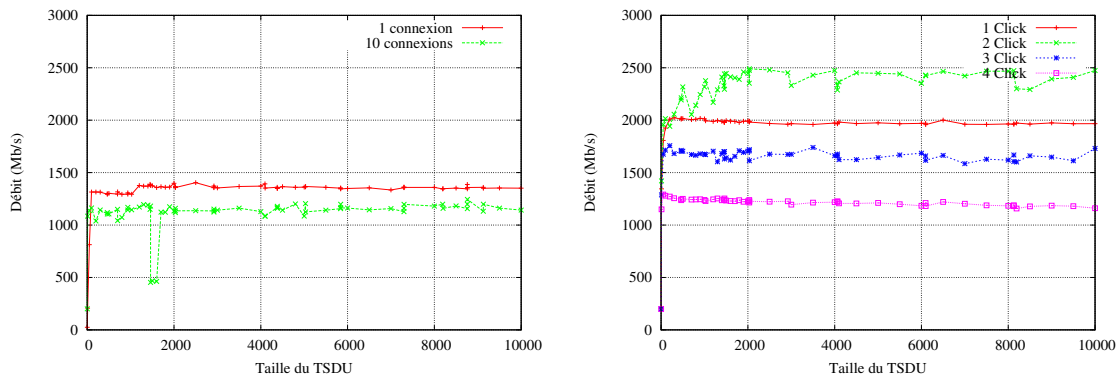 3000
2500
2000
1500
1000
500
0
0 2000 4000 6000 8000 10000
Débit (Mb/s)
Taille du TSDU
1 connexion
10 connexions
3000
2500
2000
1500
1000
500
0
0 2000 4000 6000 8000 10000
Débit (Mb/s)
Taille du TSDU
1 Click
2 Click
3 Click
4 Click